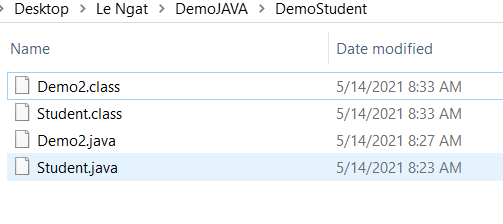 Desktop > Le Ngat > DemoJAVA > DemoStudent
Name Date modified
Demo2.class 5/14/2021 8:33 AM
Student.class 5/14/2021 8:33 AM
Demo2.java 5/14/2021 8:27 AM
Student.java 5/14/2021 8:23 AM